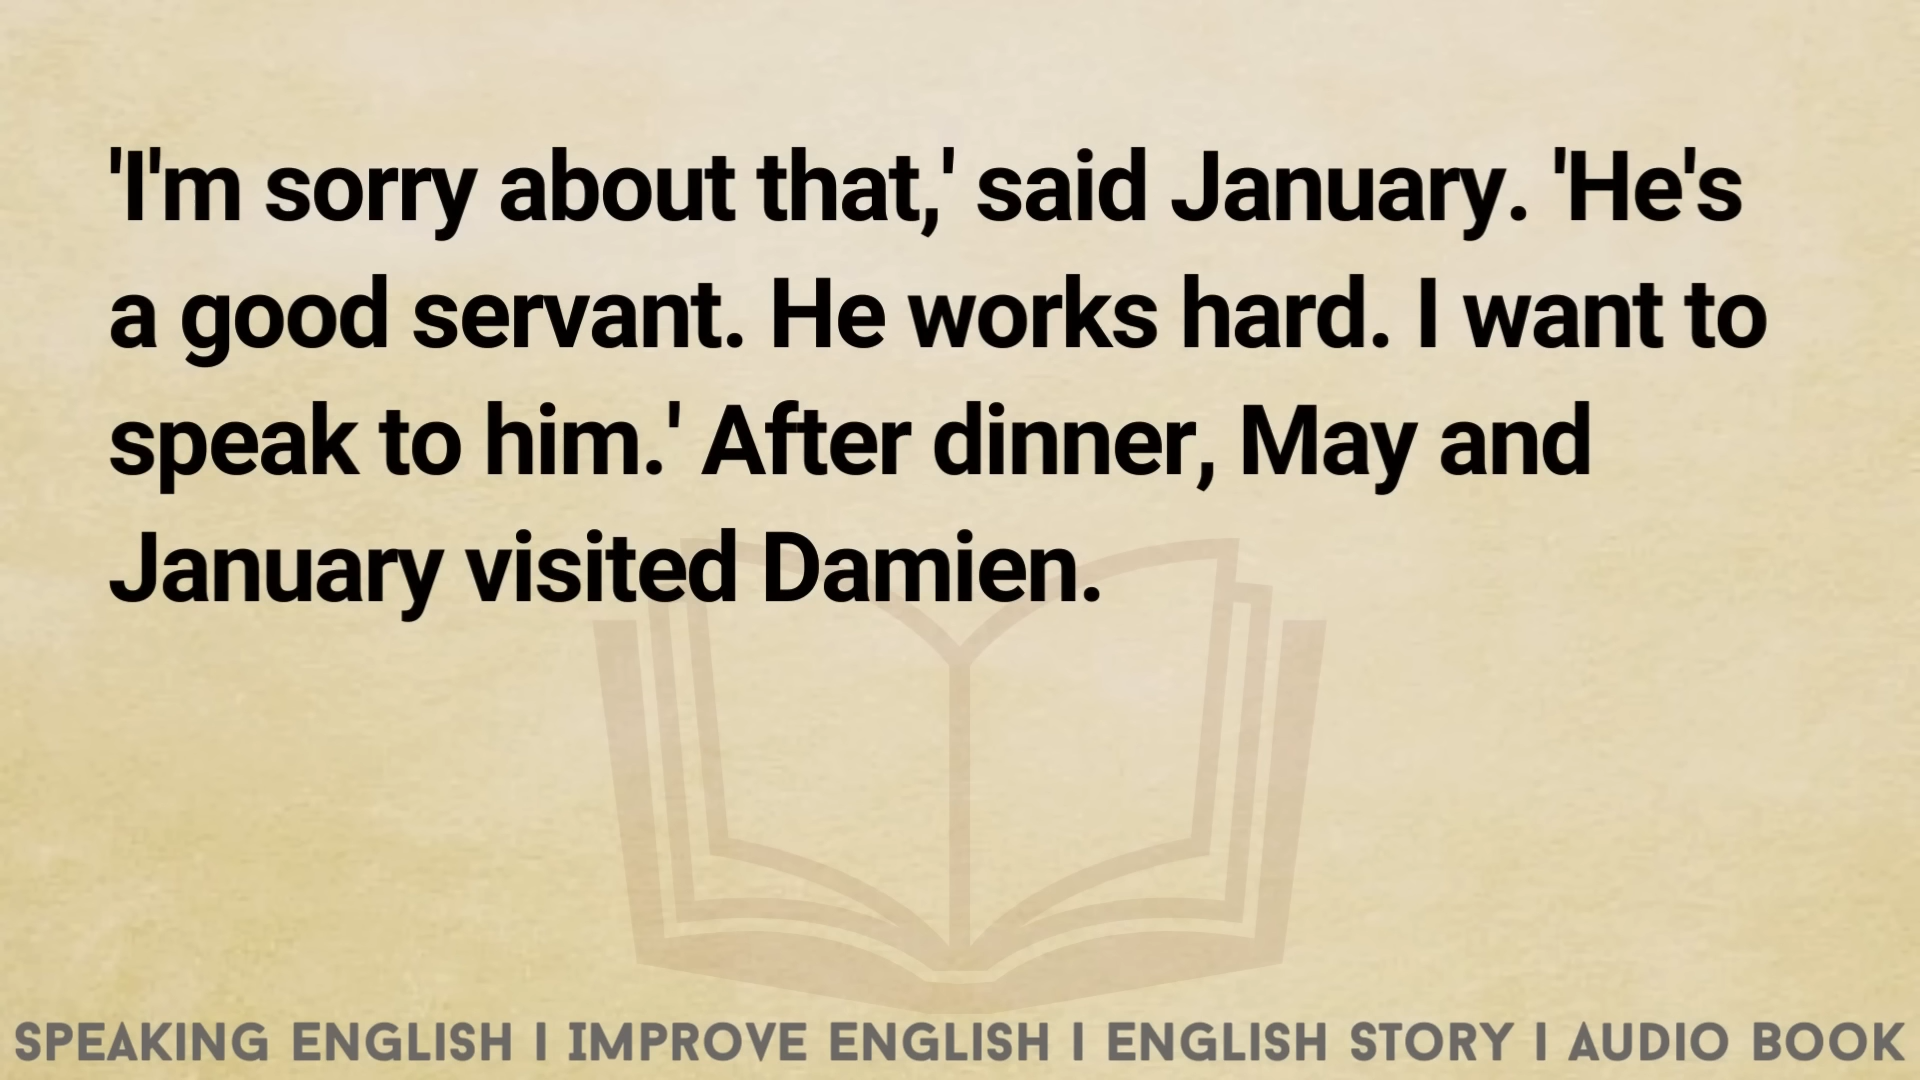 'I'm sorry about that,' said January. 'He's
a good servant. He works hard. I want to
speak to him.' After dinner, May and
January visited Damien.
SPEAKING ENGLISH I IMPROVE ENGLISH I ENGLISH STORY I AUDIO BOOK